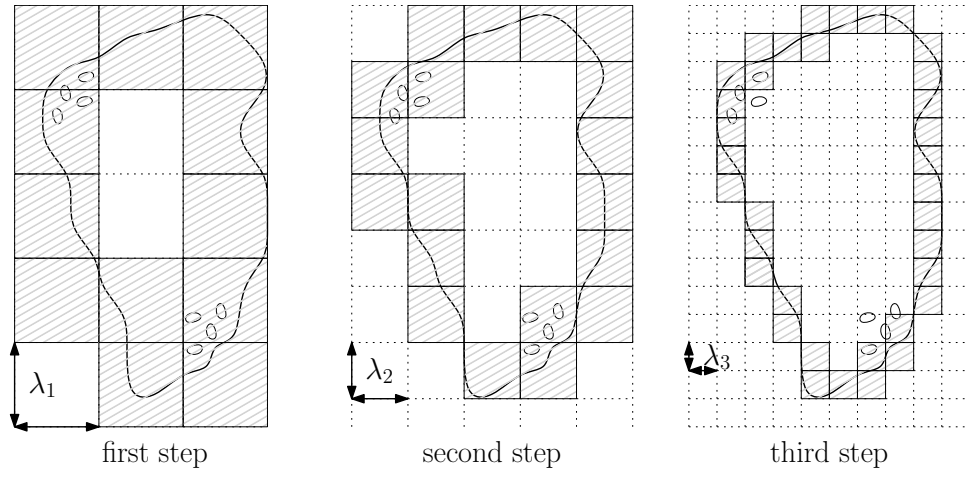 λ₁
λ₂
λ₃
first step
second step
third step